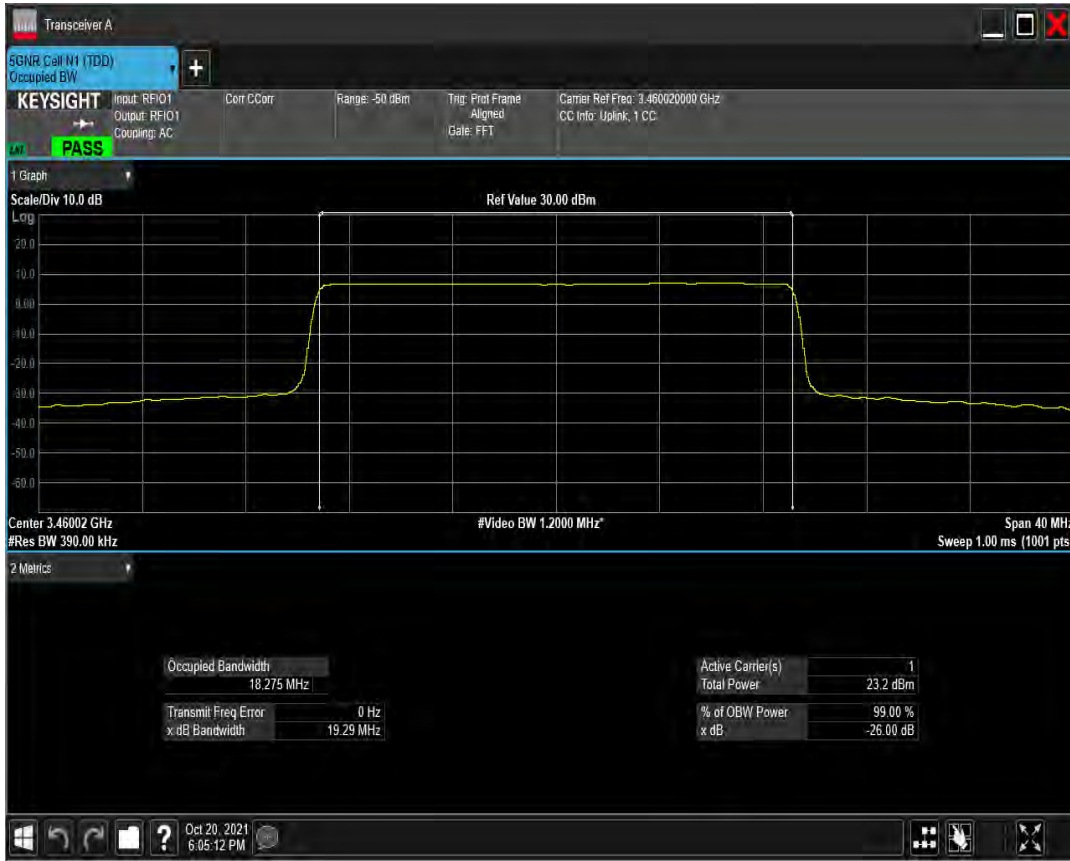 Transceiver A
5GNR Cell N1 (TDD)
Occupied BW
+
KEYSIGHT
Input: RFIO1
Output: RFIO1
Coupling: AC
Corr CCorr
Range: -50 dBm
Trig: Prot Frame
Aligned
Gate: FFT
Carrier Ref Freq: 3.460020000 GHz
CC Info: Uplink, 1 CC
PASS
1 Graph
Scale/Div 10.0 dB
Ref Value 30.00 dBm
Log
20.0
10.0
0.00
-10.0
-20.0
-30.0
-40.0
-50.0
-60.0
Center 3.46002 GHz
#Video BW 1.2000 MHz*
Span 40 MHz
#Res BW 390.00 kHz
Sweep 1.00 ms (1001 pts
2 Metrics
Occupied Bandwidth
18.275 MHz
Transmit Freq Error 0 Hz
x dB Bandwidth 19.29 MHz
Active Carrier(s) 1
Total Power 23.2 dBm
% of OBW Power 99.00 %
x dB -26.00 dB
?
Oct 20, 2021
6:05:12 PM